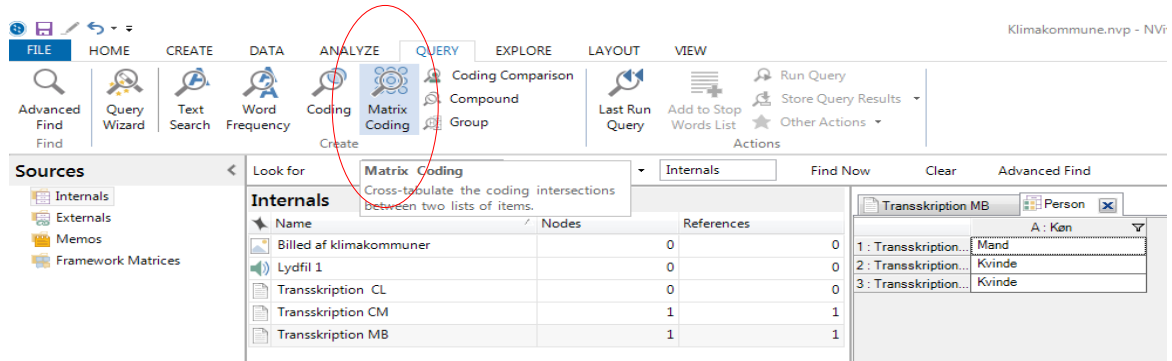 Klimakommune.nvp - NVi
FILE HOME CREATE DATA ANALYZE QUERY EXPLORE LAYOUT VIEW
Advanced Find
Query Wizard
Text Search
Word Frequency
Coding
Matrix Coding
Coding Comparison
Compound
Group
Last Run Query
Add to Stop Words List
Run Query
Store Query Results
Other Actions
Find Create Actions
Sources
Internals
Externals
Memos
Framework Matrices
Look for Internals Find Now Clear Advanced Find
Matrix Coding
Cross-tabulate the coding intersections
between two lists of items.
Internals
Name Nodes References
Billed af klimakommuner 0 0
Lydfil 1 0 0
Transskription CL 0 0
Transskription CM 1 1
Transskription MB 1 1
Transskription MB Person
A : Køn
1 : Transskription... Mand
2 : Transskription... Kvinde
3 : Transskription... Kvinde